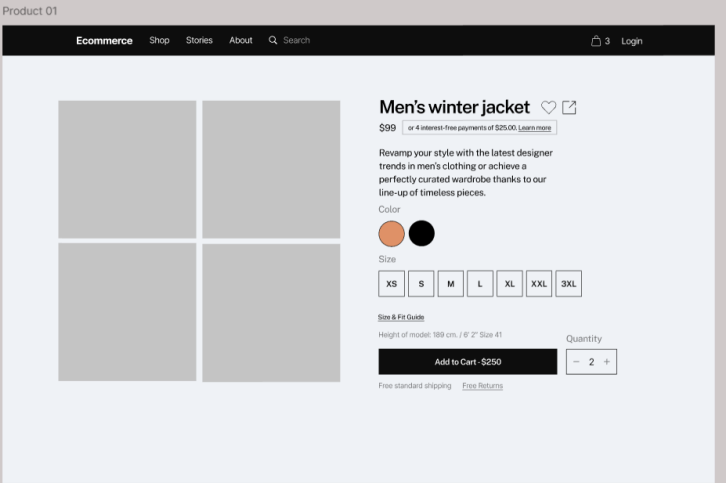 Product 01
Ecommerce Shop Stories About Search 3 Login
Men's winter jacket
$99 or 4 interest-free payments of $25.00. Learn more
Revamp your style with the latest designer
trends in men's clothing or achieve a
perfectly curated wardrobe thanks to our
line-up of timeless pieces.
Color
Size
XS S M L XL XXL 3XL
Size & Fit Guide
Height of model: 189 cm. / 6' 2" Size 41
Quantity
Add to Cart - $250
− 2 +
Free standard shipping Free Returns